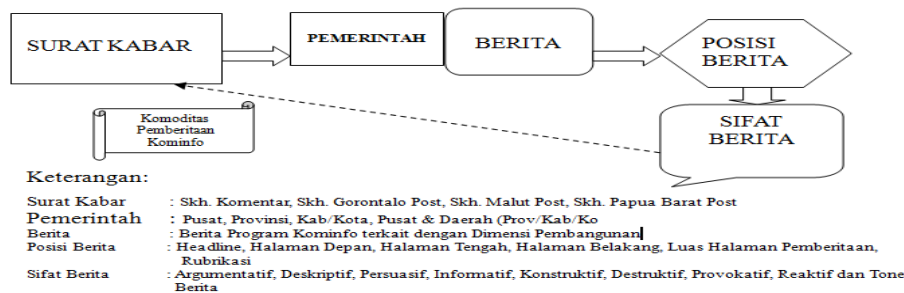 SURAT KABAR
PEMERINTAH
BERITA
POSISI
BERITA
Komoditas
Pemberitaan
Kominfo
SIFAT
BERITA
Keterangan:
Surat Kabar : Skh. Komentar, Skh. Gorontalo Post, Skh. Malut Post, Skh. Papua Barat Post
Pemerintah : Pusat, Provinsi, Kab/Kota, Pusat & Daerah (Prov/Kab/Ko
Berita : Berita Program Kominfo terkait dengan Dimensi Pembangunan
Posisi Berita : Headline, Halaman Depan, Halaman Tengah, Halaman Belakang, Luas Halaman Pemberitaan,
Rubrikasi
Sifat Berita : Argumentatif, Deskriptif, Persuasif, Informatif, Konstruktif, Destruktif, Provokatif, Reaktif dan Tone
Berita